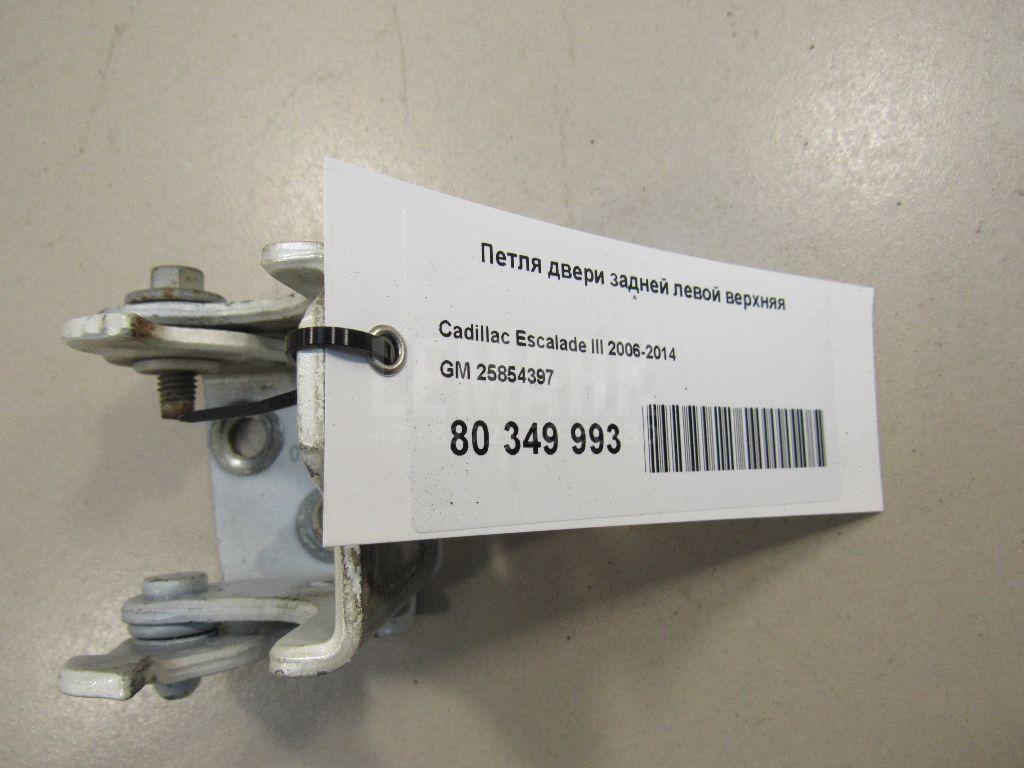 Петля двери задней левой верхняя
Cadillac Escalade III 2006-2014
GM 25854397
80 349 993